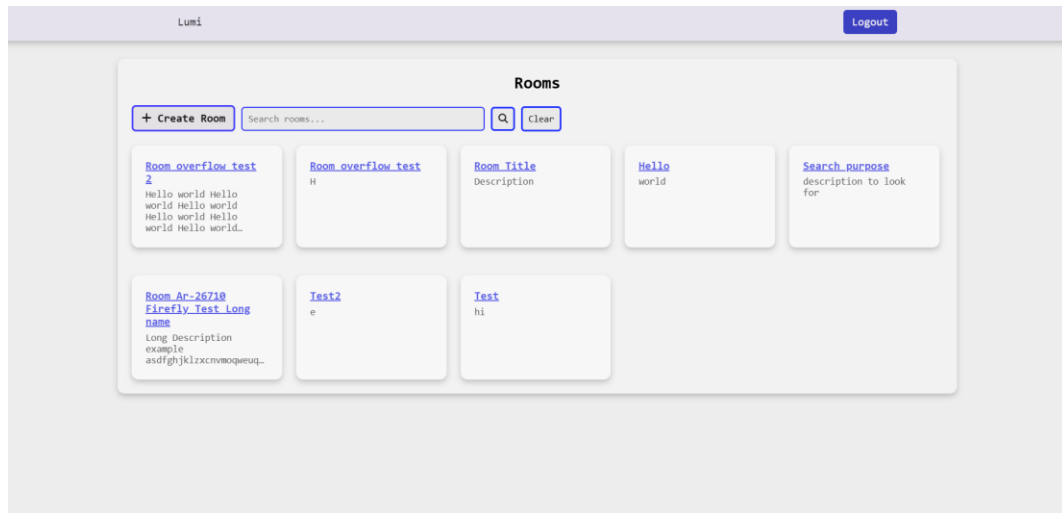 Lumi
Logout
Rooms
+ Create Room
Search rooms...
Clear
Room overflow test
2
Hello world Hello
world Hello world
Hello world Hello
world Hello world…
Room overflow test
H
Room Title
Description
Hello
world
Search purpose
description to look
for
Room Ar-26710
Firefly Test Long
name
Long Description
example
asdfghjklzxcnvmoqweuq…
Test2
e
Test
hi